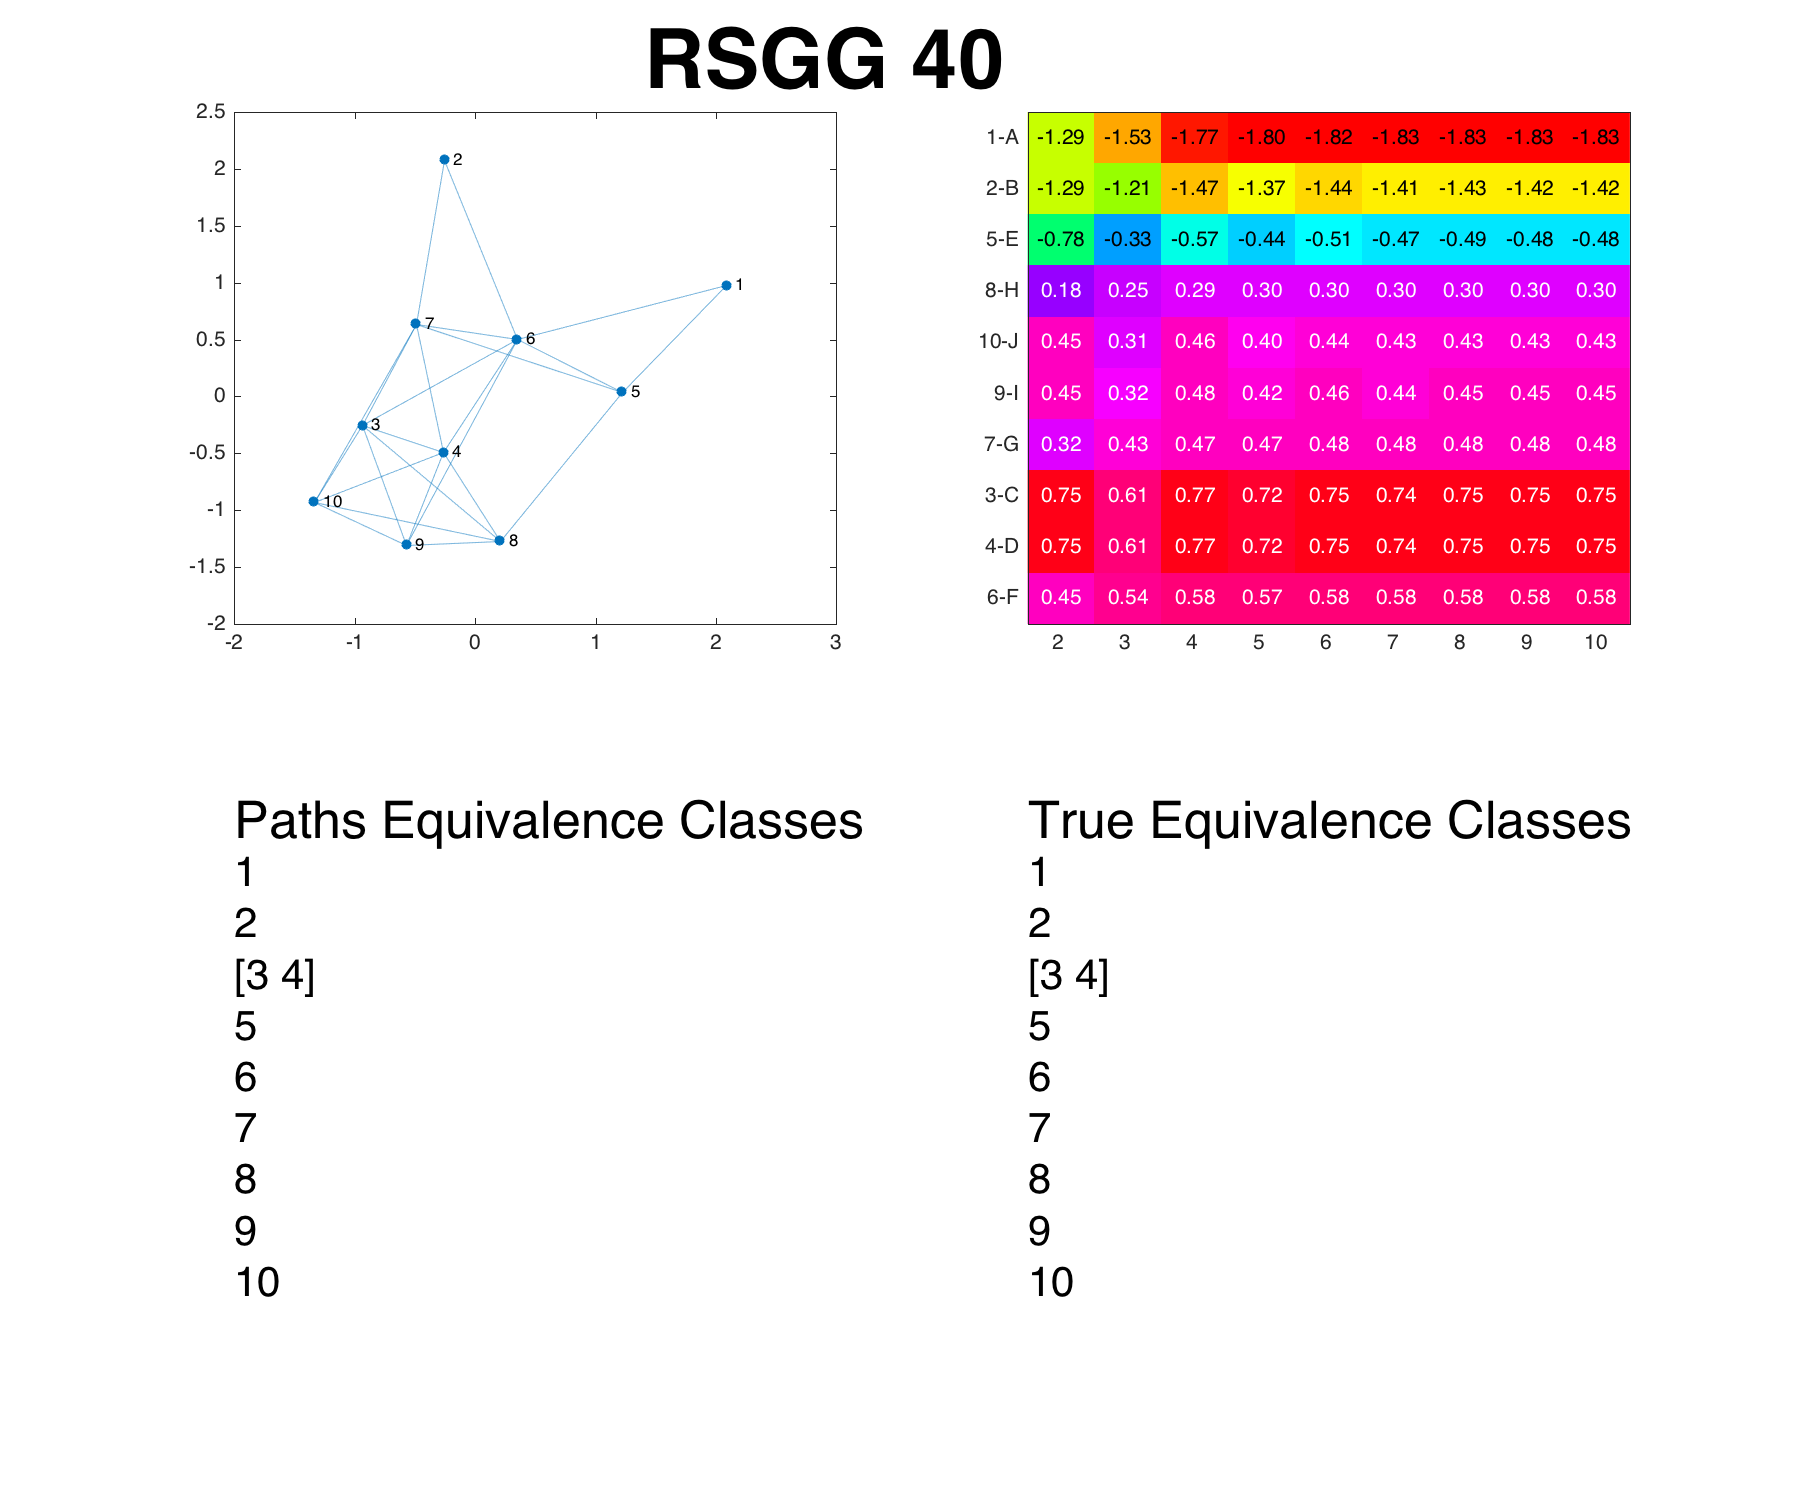 RSGG 40
2.5
2
1.5
1
0.5
0
-0.5
-1
-1.5
-2
-2 -1 0 1 2 3
2
1
7
6
5
3
4
10
9
8
1-A -1.29 -1.53 -1.77 -1.80 -1.82 -1.83 -1.83 -1.83 -1.83
2-B -1.29 -1.21 -1.47 -1.37 -1.44 -1.41 -1.43 -1.42 -1.42
5-E -0.78 -0.33 -0.57 -0.44 -0.51 -0.47 -0.49 -0.48 -0.48
8-H 0.18 0.25 0.29 0.30 0.30 0.30 0.30 0.30 0.30
10-J 0.45 0.31 0.46 0.40 0.44 0.43 0.43 0.43 0.43
9-I 0.45 0.32 0.48 0.42 0.46 0.44 0.45 0.45 0.45
7-G 0.32 0.43 0.47 0.47 0.48 0.48 0.48 0.48 0.48
3-C 0.75 0.61 0.77 0.72 0.75 0.74 0.75 0.75 0.75
4-D 0.75 0.61 0.77 0.72 0.75 0.74 0.75 0.75 0.75
6-F 0.45 0.54 0.58 0.57 0.58 0.58 0.58 0.58 0.58
2 3 4 5 6 7 8 9 10
Paths Equivalence Classes
1
2
[3 4]
5
6
7
8
9
10
True Equivalence Classes
1
2
[3 4]
5
6
7
8
9
10